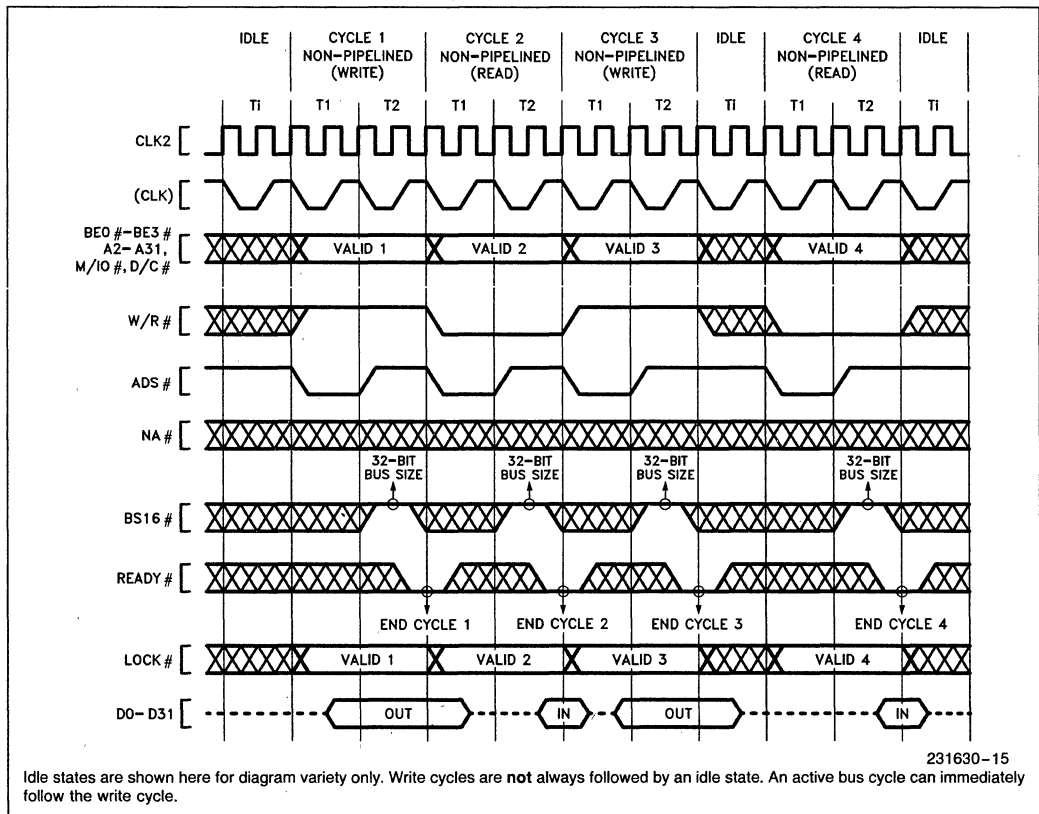 IDLE CYCLE 1 CYCLE 2 CYCLE 3 IDLE CYCLE 4 IDLE
NON-PIPELINED NON-PIPELINED NON-PIPELINED NON-PIPELINED
(WRITE) (READ) (WRITE) (READ)
Ti T1 T2 T1 T2 T1 T2 Ti T1 T2 Ti
CLK2 [
(CLK) [
BE0 #-BE3 #
A2-A31, [ VALID 1 VALID 2 VALID 3 VALID 4
M/IO #, D/C #
W/R # [
ADS # [
NA # [
32-BIT 32-BIT 32-BIT 32-BIT
BUS SIZE BUS SIZE BUS SIZE BUS SIZE
BS16 # [
READY # [
END CYCLE 1 END CYCLE 2 END CYCLE 3 END CYCLE 4
LOCK # [ VALID 1 VALID 2 VALID 3 VALID 4
D0-D31 [ OUT IN OUT IN
231630-15
Idle states are shown here for diagram variety only. Write cycles are not always followed by an idle state. An active bus cycle can immediately
follow the write cycle.